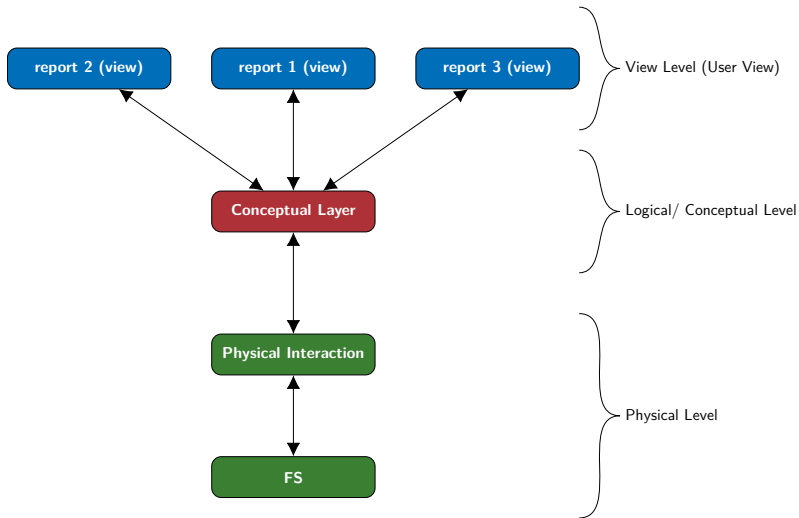 report 2 (view)
report 1 (view)
report 3 (view)
View Level (User View)
Conceptual Layer
Logical/ Conceptual Level
Physical Interaction
Physical Level
FS